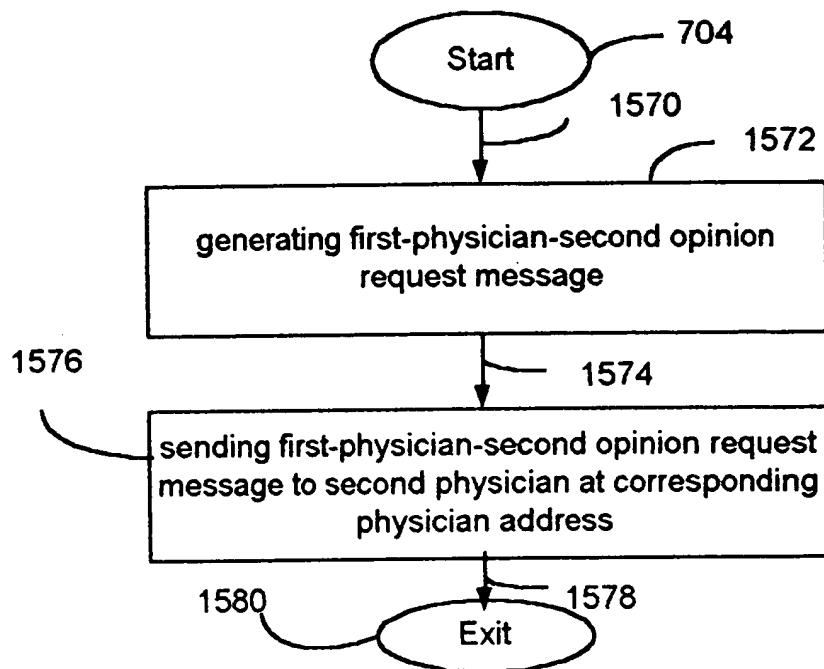 Start
704
1570
1572
generating first-physician-second opinion
request message
1576
1574
sending first-physician-second opinion request
message to second physician at corresponding
physician address
1580
1578
Exit